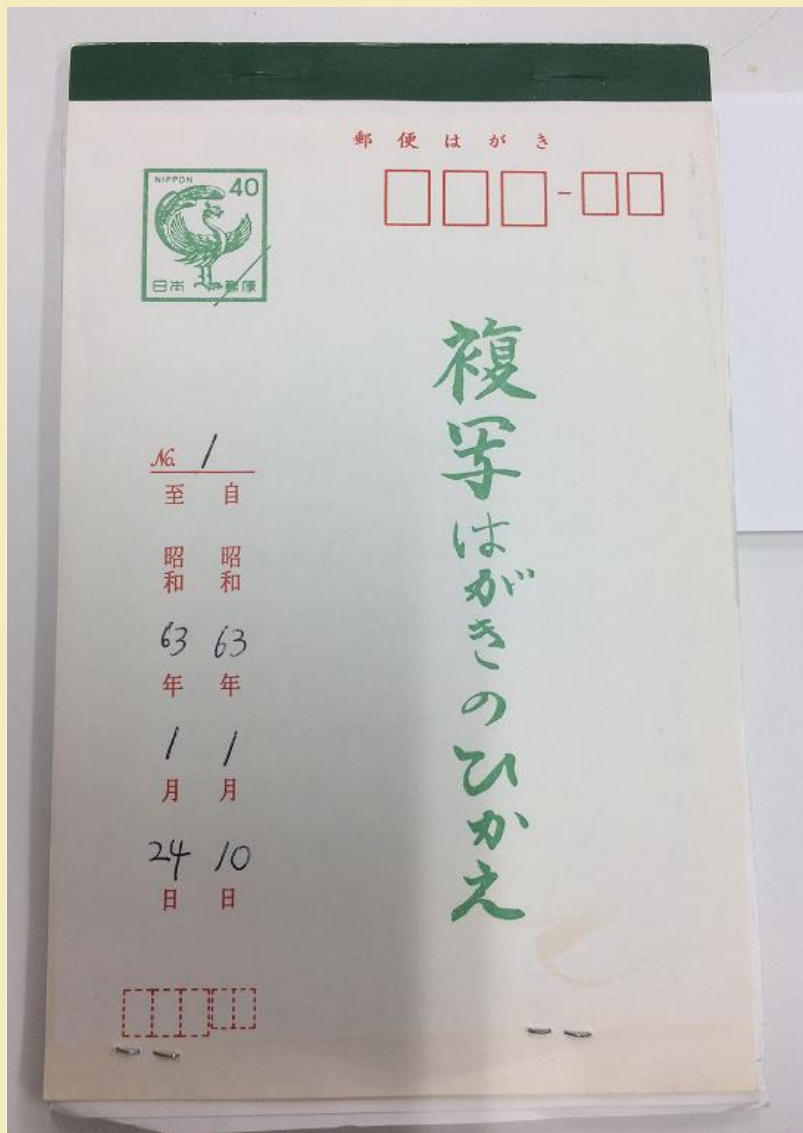 郵便はがき
NIPPON 40
日本郵便
複写はがきのひかえ
No. 1
自 昭和 63 年 1 月 10 日
至 昭和 63 年 1 月 24 日